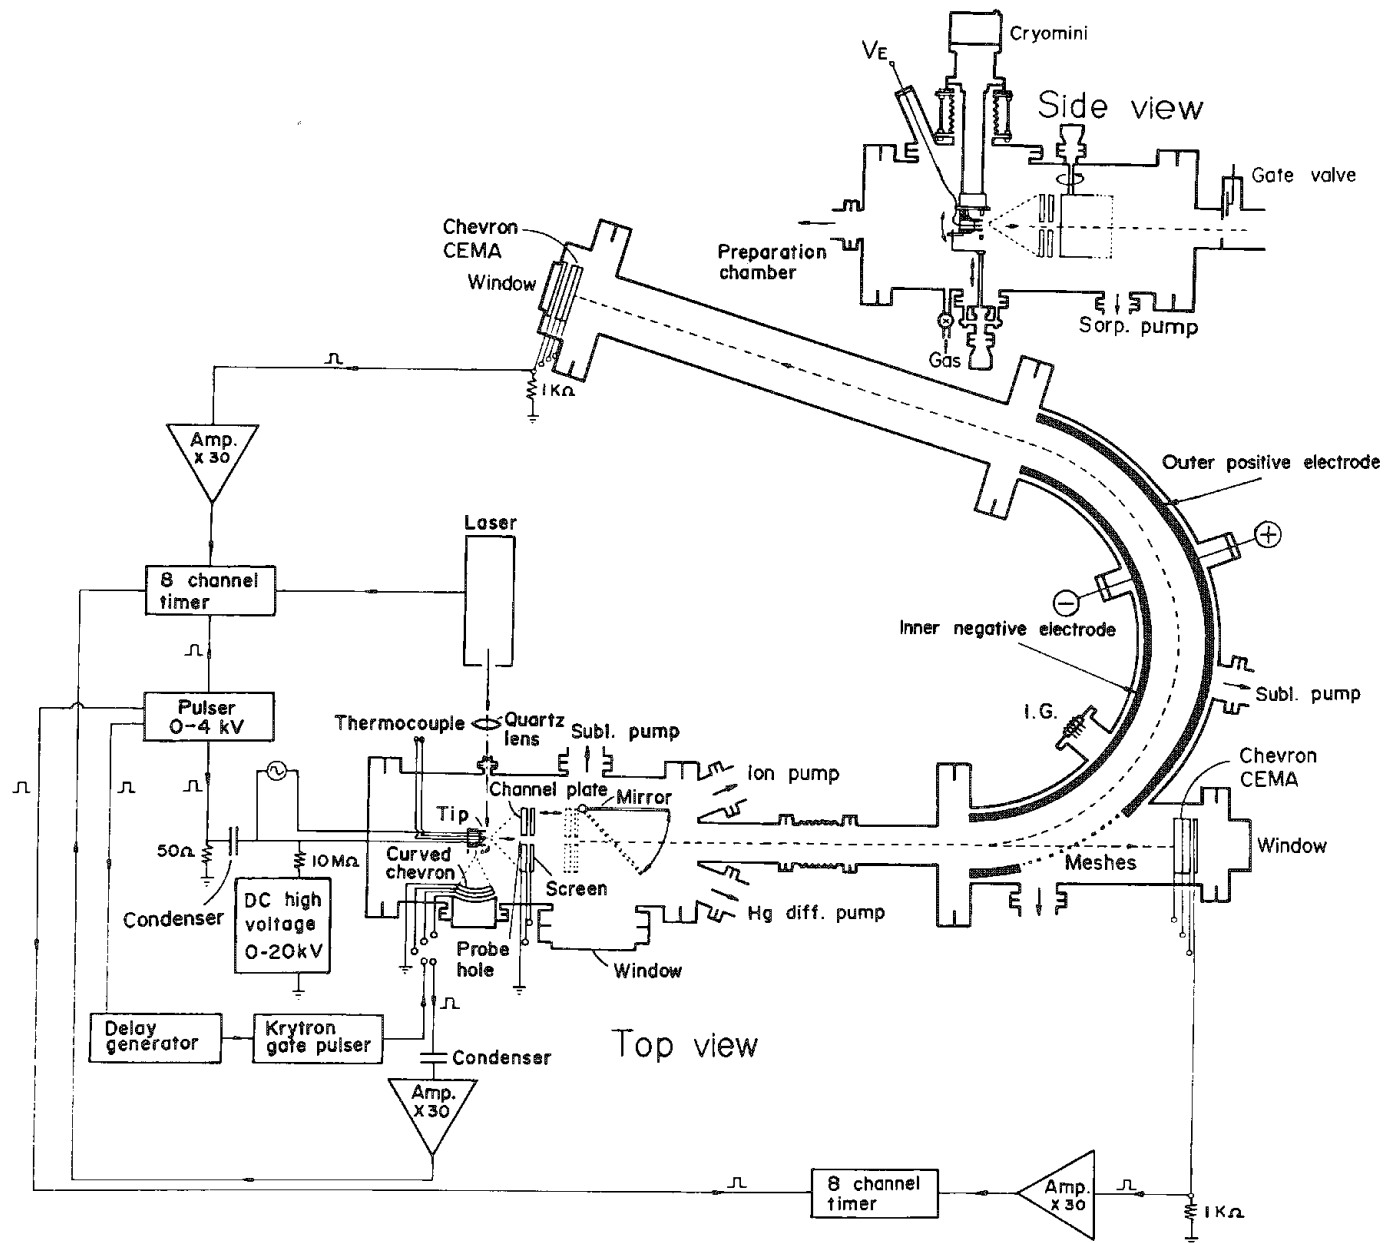 Cryomini
VE
Side view
Gate valve
Chevron
CEMA
Preparation
chamber
Window
Sorp. pump
Gas
1KΩ
Amp.
X 30
Outer positive electrode
+
Laser
8 channel
timer
−
Inner negative electrode
Pulser
0-4 kV
Thermocouple
Quartz
lens
Subl. pump
I.G.
Subl. pump
Ion pump
Chevron
CEMA
Channel plate
Mirror
Tip
50Ω
10MΩ
Curved
chevron
Screen
Meshes
Window
Condenser
DC high
voltage
0-20kV
Hg diff. pump
Probe
hole
Window
Delay
generator
Krytron
gate pulser
Top view
Condenser
Amp.
X30
8 channel
timer
Amp.
X30
1KΩ